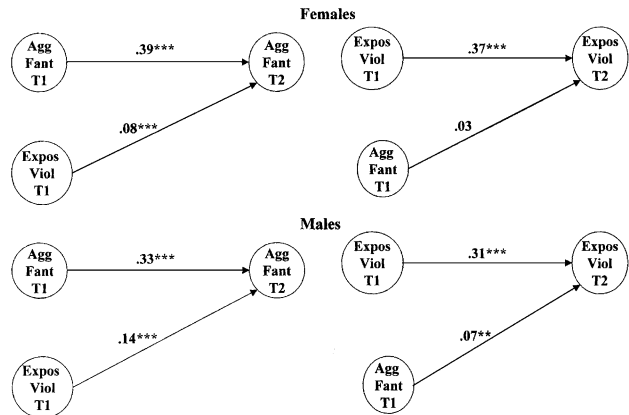 Females
Agg
Fant
T1
.39***
Agg
Fant
T2
.08***
Expos
Viol
T1
Expos
Viol
T1
.37***
Expos
Viol
T2
.03
Agg
Fant
T1
Males
Agg
Fant
T1
.33***
Agg
Fant
T2
.14***
Expos
Viol
T1
Expos
Viol
T1
.31***
Expos
Viol
T2
.07**
Agg
Fant
T1